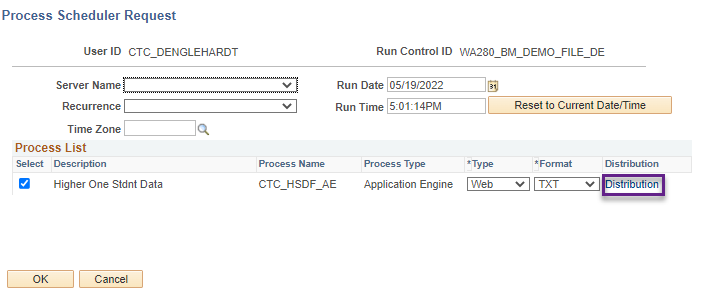 Process Scheduler Request
User ID CTC_DENGLEHARDT Run Control ID WA280_BM_DEMO_FILE_DE
Server Name Run Date 05/19/2022 31
Recurrence Run Time 5:01:14PM Reset to Current Date/Time
Time Zone
Process List
Select Description Process Name Process Type *Type *Format Distribution
Higher One Stdnt Data CTC_HSDF_AE Application Engine Web TXT Distribution
OK Cancel